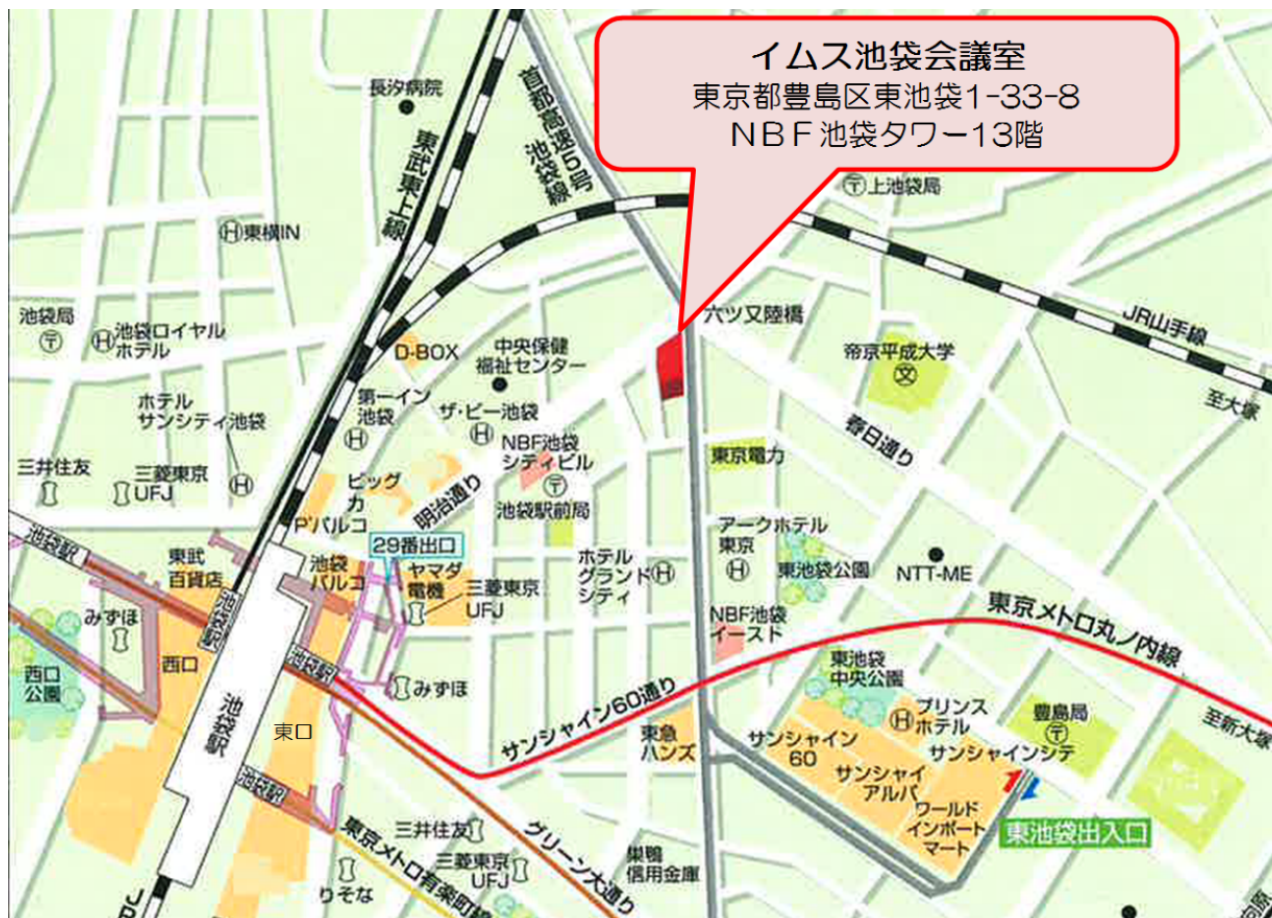 イムス池袋会議室
東京都豊島区東池袋1-33-8
NBF池袋タワー13階
長汐病院
首都高速5号
池袋線
東武東上線
上池袋局
東横IN
池袋局
池袋ロイヤル
ホテル
D-BOX
中央保健
福祉センター
六ツ又陸橋
JR山手線
至大塚
帝京平成大学
ホテル
サンシティ池袋
第一イン
池袋
ザ・ビー池袋
NBF池袋
シティビル
池袋駅前局
東京電力
春日通り
三井住友
三菱東京
UFJ
ビッグ
カ
P'パルコ
明治通り
29番出口
池袋駅
東武
百貨店
池袋
パルコ
ヤマダ
電機
三菱東京
UFJ
ホテル
グランド
シティ
アークホテル
東京
東池袋公園
NTT-ME
東京メトロ丸ノ内線
至新大塚
みずほ
西口
公園
西口
池袋駅
池袋駅
池袋駅
東口
みずほ
NBF池袋
イースト
サンシャイン60通り
東急
ハンズ
東池袋
中央公園
プリンス
ホテル
豊島局
サンシャイン
60
サンシャインシテ
サンシャイ
アルパ
ワールド
インポート
マート
東池袋出入口
池袋駅
東京メトロ有楽町線
三井住友
三菱東京
UFJ
りそな
グリーン大通り
巣鴨
信用金庫